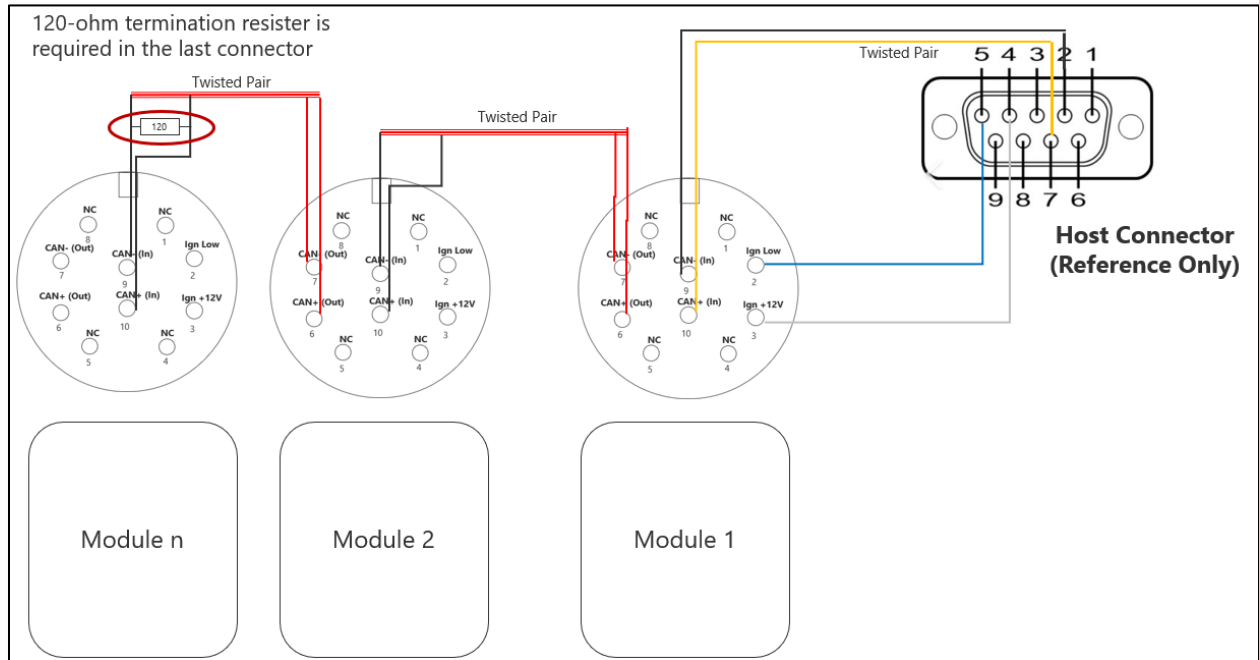 120-ohm termination resister is
required in the last connector
Twisted Pair
120
Twisted Pair
Twisted Pair
5 4 3 2 1
9 8 7 6
Host Connector
(Reference Only)
NC
8
NC
1
CAN- (Out)
7
CAN- (In)
9
Ign Low
2
CAN+ (Out)
6
CAN+ (In)
10
Ign +12V
3
NC
5
NC
4
NC
8
NC
1
CAN- (Out)
7
CAN- (In)
9
Ign Low
2
CAN+ (Out)
6
CAN+ (In)
10
Ign +12V
3
NC
5
NC
4
NC
8
NC
1
CAN- (Out)
7
CAN- (In)
9
Ign Low
2
CAN+ (Out)
6
CAN+ (In)
10
Ign +12V
3
NC
5
NC
4
Module n
Module 2
Module 1